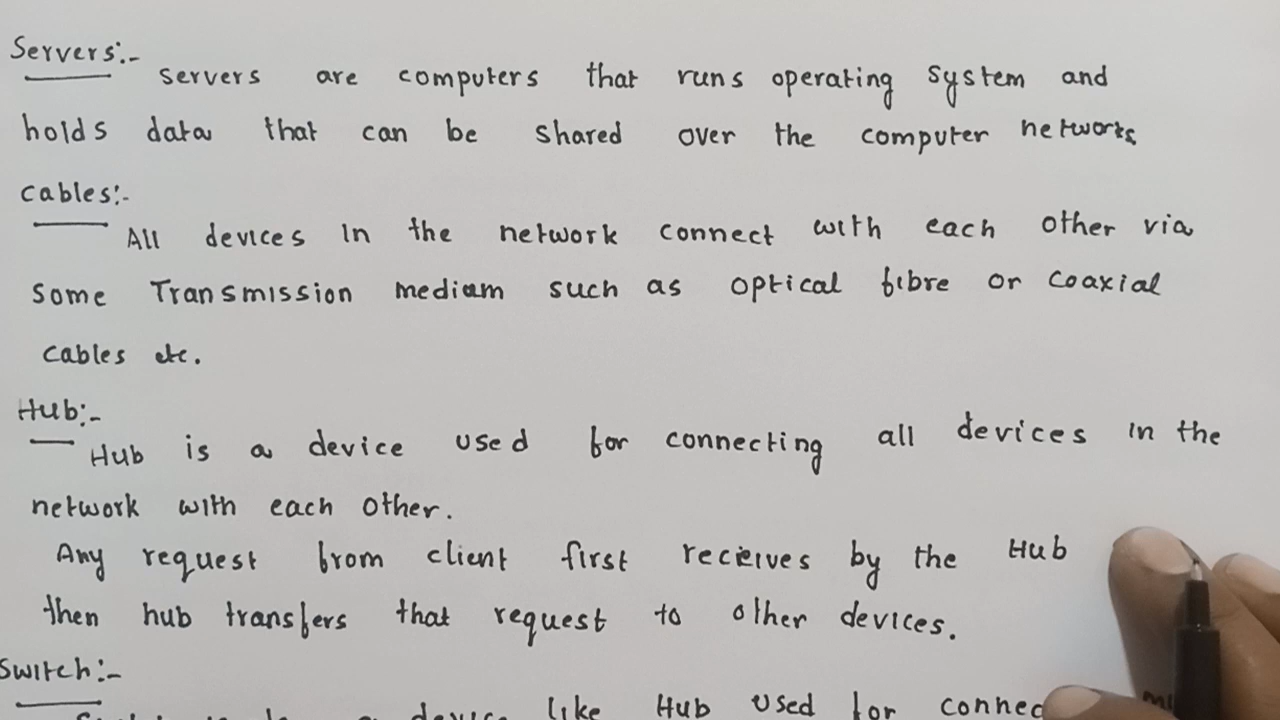 Servers:-
servers are computers that runs operating system and
holds data that can be shared over the computer networks
Cables:-
All devices in the network connect with each other via
some Transmission medium such as optical fibre or coaxial
cables etc.
Hub:-
Hub is a device used for connecting all devices in the
network with each other.
Any request from client first receives by the Hub
then hub transfers that request to other devices.
Switch:-
a device like Hub used for